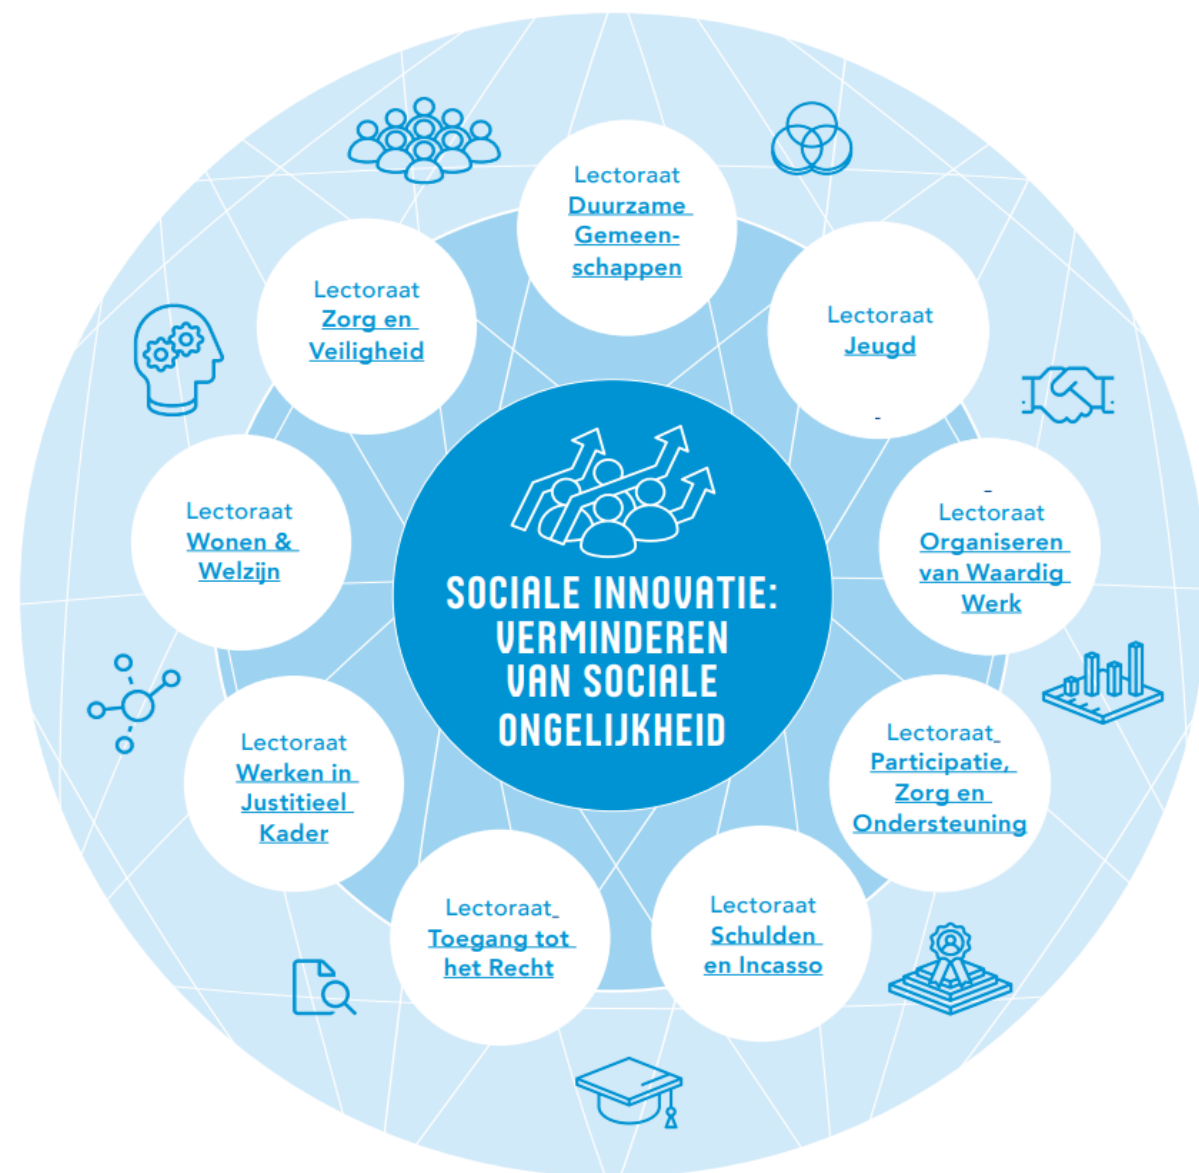 Lectoraat
Duurzame
Gemeen-
schappen
Lectoraat
Jeugd
-
-
Lectoraat
Organiseren
van Waardig
Werk
Lectoraat
Participatie,
Zorg en
Ondersteuning
Lectoraat
Schulden
en Incasso
Lectoraat
Toegang tot
het Recht
Lectoraat
Werken in
Justitieel
Kader
Lectoraat
Wonen &
Welzijn
Lectoraat
Zorg en
Veiligheid
SOCIALE INNOVATIE:
VERMINDEREN
VAN SOCIALE
ONGELIJKHEID